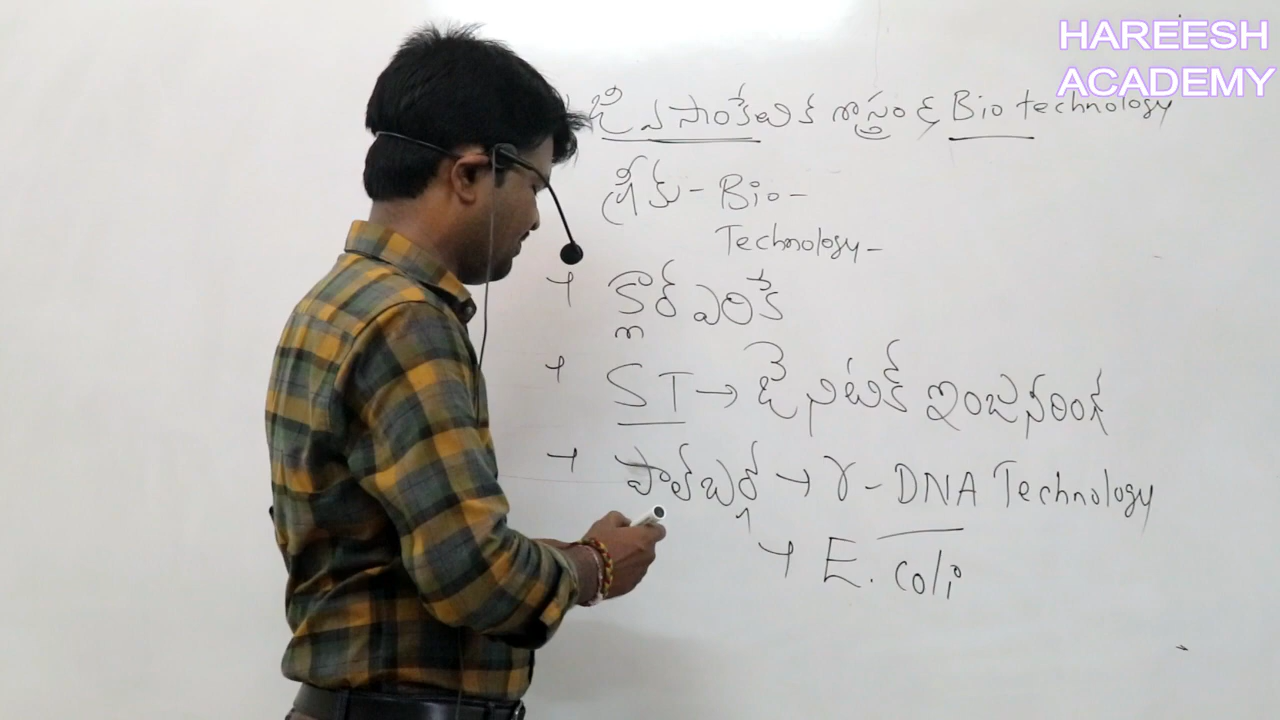 HAREESH
ACADEMY
జీవ సాంకేతిక శాస్త్రం Bio technology
గ్రీకు - Bio -
Technology -
కార్ల్ ఎరికే
ST → జెనిటిక్ ఇంజనీరింగ్
పాల్ బర్గ్ → r - DNA Technology
→ E. coli